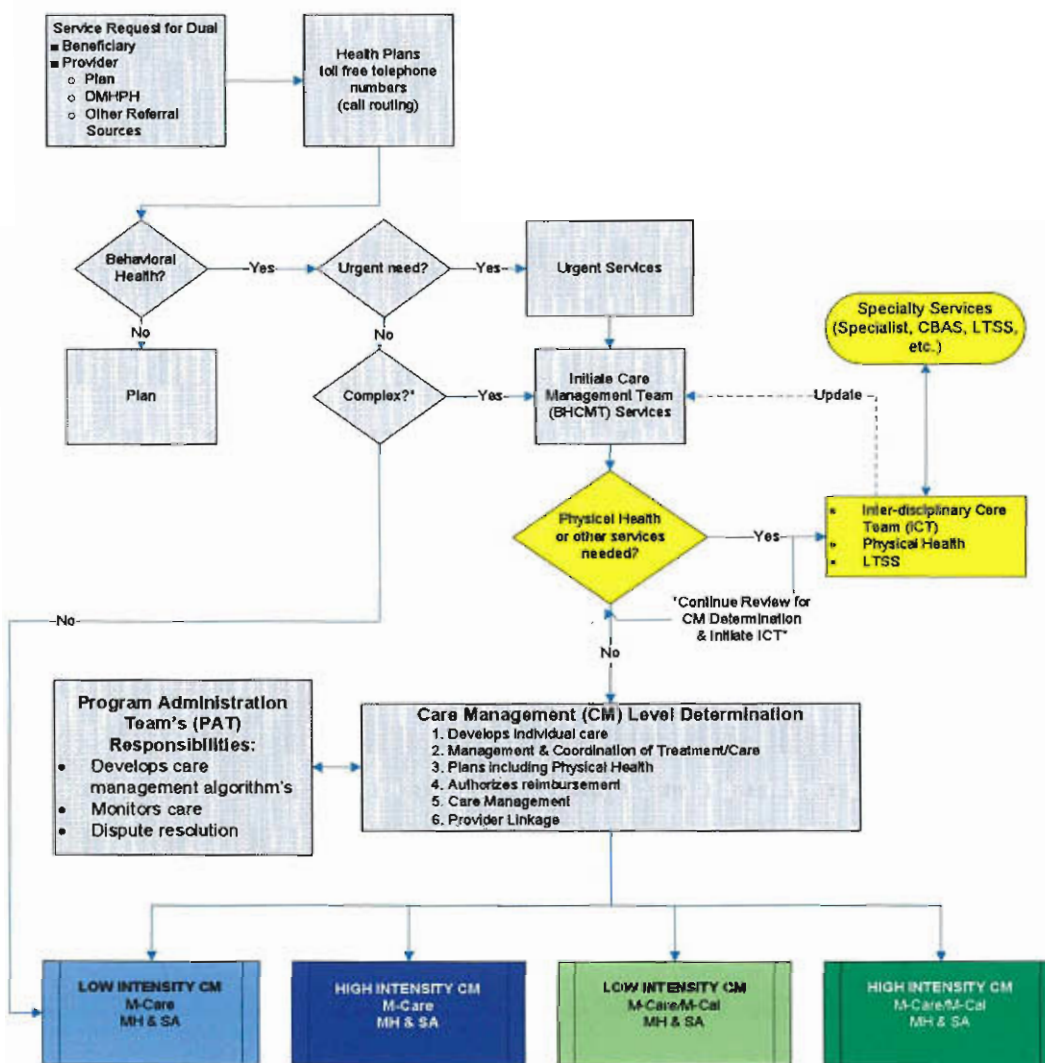 Service Request for Dual
■ Beneficiary
■ Provider
o Plan
o DMHPH
o Other Referral
Sources
Health Plans
toll free telephone
numbers
(call routing)
Behavioral
Health?
Yes
Urgent need?
Yes
Urgent Services
No
Plan
No
Complex?*
Yes
Initiate Care
Management Team
(BHCMT) Services
Update
Specialty Services
(Specialist, CBAS, LTSS,
etc.)
Physical Health
or other services
needed?
Yes
• Inter-disciplinary Care
Team (ICT)
• Physical Health
• LTSS
"Continue Review for
CM Determination
& Initiate ICT"
No
No
Program Administration
Team's (PAT)
Responsibilities:
• Develops care
management algorithm's
• Monitors care
• Dispute resolution
Care Management (CM) Level Determination
1. Develops individual care
2. Management & Coordination of Treatment/Care
3. Plans including Physical Health
4. Authorizes reimbursement
5. Care Management
6. Provider Linkage
LOW INTENSITY CM
M-Care
MH & SA
HIGH INTENSITY CM
M-Care
MH & SA
LOW INTENSITY CM
M-Care/M-Cal
MH & SA
HIGH INTENSITY CM
M-Care/M-Cal
MH & SA